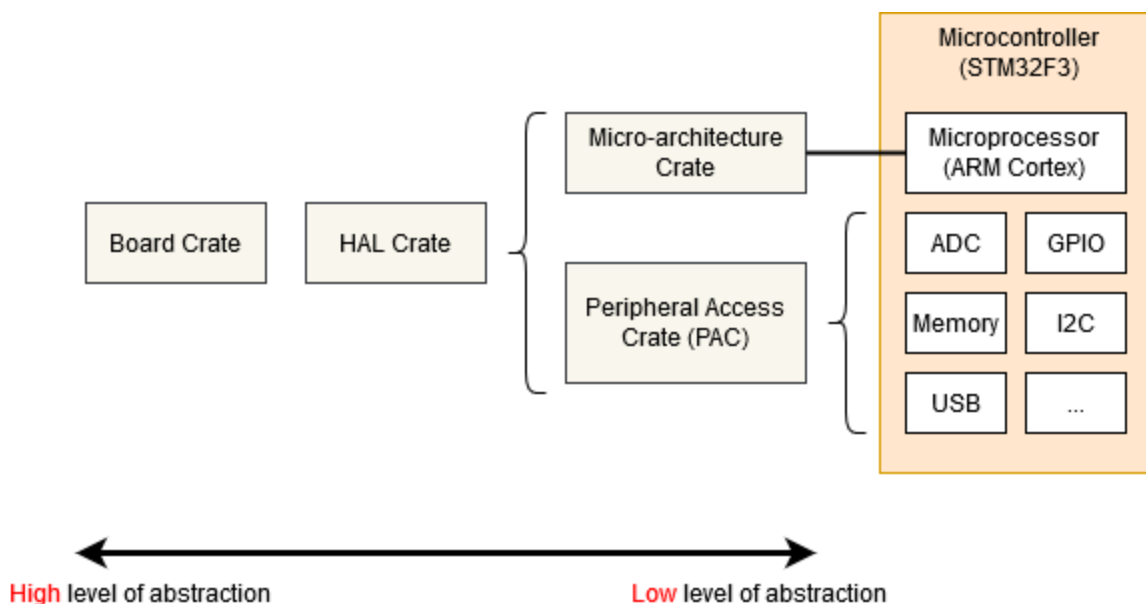 Microcontroller
(STM32F3)
Micro-architecture
Crate
Microprocessor
(ARM Cortex)
Board Crate
HAL Crate
Peripheral Access
Crate (PAC)
ADC
GPIO
Memory
I2C
USB
...
High level of abstraction
Low level of abstraction